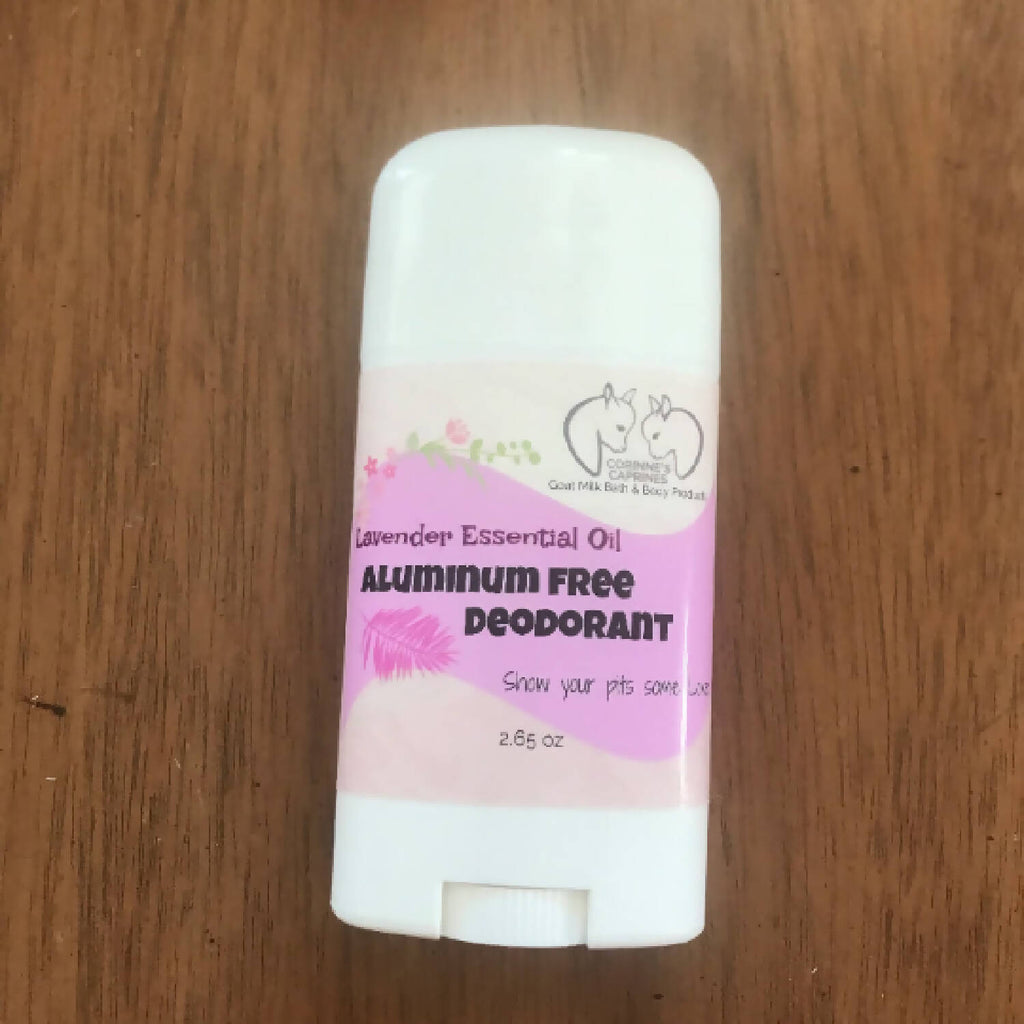 CORINNE'S
CAPRINES
Goat Milk Bath & Body Products
Lavender Essential Oil
ALUMINUM FREE
DEODORANT
Show your pits some Love
2.65 oz